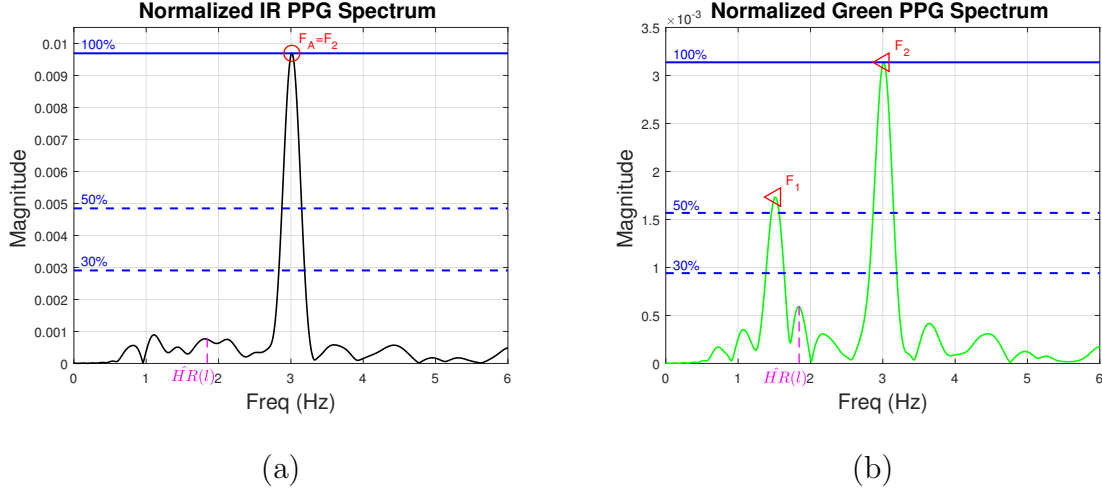 Normalized IR PPG Spectrum
F_A=F_2
100%
50%
30%
0.01
0.009
0.008
0.007
0.006
0.005
0.004
0.003
0.002
0.001
0
Magnitude
0 1 2 3 4 5 6
ĤR(l)
Freq (Hz)
(a)
Normalized Green PPG Spectrum
×10^-3
F_2
F_1
100%
50%
30%
3.5
3
2.5
2
1.5
1
0.5
0
Magnitude
0 1 2 3 4 5 6
ĤR(l)
Freq (Hz)
(b)